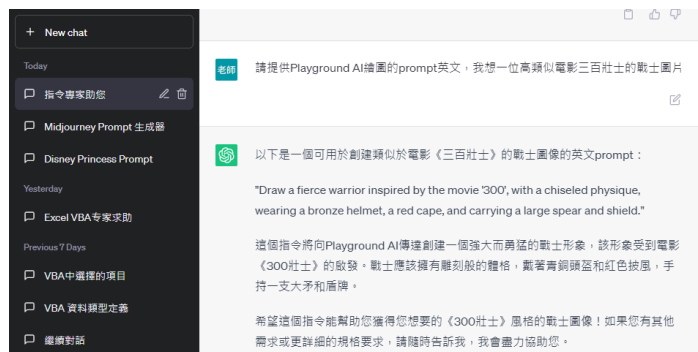 + New chat
Today
指令專家助您
Midjourney Prompt 生成器
Disney Princess Prompt
Yesterday
Excel VBA专家求助
Previous 7 Days
VBA中選擇的項目
VBA 資料類型定義
繼續對話
老師
請提供Playground AI繪圖的prompt英文，我想一位高類似電影三百壯士的戰士圖片
以下是一個可用於創建類似於電影《三百壯士》的戰士圖像的英文prompt：
"Draw a fierce warrior inspired by the movie '300', with a chiseled physique,
wearing a bronze helmet, a red cape, and carrying a large spear and shield."
這個指令將向Playground AI傳達創建一個強大而勇猛的戰士形象，該形象受到電影
《300壯士》的啟發。戰士應該擁有雕刻般的體格，戴著青銅頭盔和紅色披風，手
持一支大矛和盾牌。
希望這個指令能幫助您獲得您想要的《300壯士》風格的戰士圖像！如果您有其他
需求或更詳細的規格要求，請隨時告訴我，我會盡力協助您。